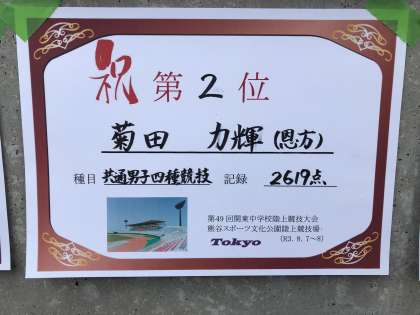 祝 第2位
菊田 力輝(恩方)
種目 共通男子四種競技 記録 2619点
第49回関東中学校陸上競技大会
熊谷スポーツ文化公園陸上競技場
Tokyo (R3.8.7~8)